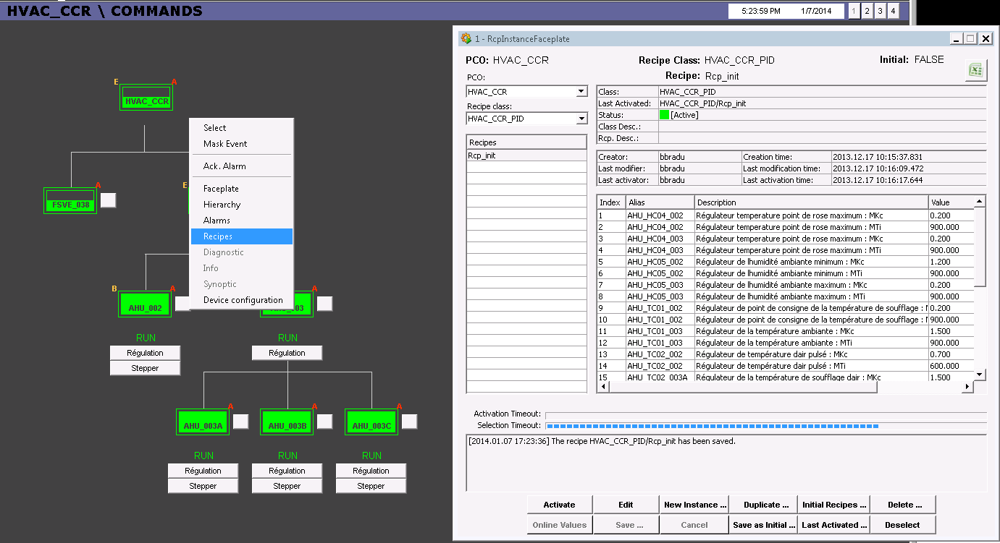 HVAC_CCR \ COMMANDS
5:23:59 PM 1/7/2014 1 2 3 4
E A
HVAC_CCR
A
FSVE_038
E
Select
Mask Event
Ack. Alarm
Faceplate
Hierarchy
Alarms
Recipes
Diagnostic
Info
Synoptic
Device configuration
B A A
AHU_002
RUN RUN
Régulation Régulation
Stepper
A A A
AHU_003A AHU_003B AHU_003C
RUN RUN RUN
Régulation Régulation Régulation
Stepper Stepper Stepper
1 - RcpInstanceFaceplate
PCO: HVAC_CCR Recipe Class: HVAC_CCR_PID Initial: FALSE
Recipe: Rcp_init
PCO:
HVAC_CCR
Recipe class:
HVAC_CCR_PID
Recipes
Rcp_init
Class: HVAC_CCR_PID
Last Activated: HVAC_CCR_PID/Rcp_init
Status: [Active]
Class Desc.:
Rcp. Desc.:
Creator: bbradu Creation time: 2013.12.17 10:15:37.831
Last modifier: bbradu Last modification time: 2013.12.17 10:16:09.472
Last activator: bbradu Last activation time: 2013.12.17 10:16:17.644
Index Alias Description Value
1 AHU_HC04_002 Régulateur temperature point de rose maximum : MKc 0.200
2 AHU_HC04_002 Régulateur temperature point de rose maximum : MTi 900.000
3 AHU_HC04_003 Régulateur temperature point de rose maximum : MKc 0.200
4 AHU_HC04_003 Régulateur temperature point de rose maximum : MTi 900.000
5 AHU_HC05_002 Régulateur de lhumidité ambiante minimum : MKc 1.200
6 AHU_HC05_002 Régulateur de lhumidité ambiante minimum : MTi 900.000
7 AHU_HC05_003 Régulateur de lhumidité ambiante maximum : MKc 0.200
8 AHU_HC05_003 Régulateur de lhumidité ambiante maximum : MTi 900.000
9 AHU_TC01_002 Régulateur de point de consigne de la température de soufflage : 0.200
10 AHU_TC01_002 Régulateur de point de consigne de la température de soufflage : 900.000
11 AHU_TC01_003 Régulateur de la température ambiante : MKc 1.500
12 AHU_TC01_003 Régulateur de la température ambiante : MTi 900.000
13 AHU_TC02_002 Régulateur de température dair pulsé : MKc 0.700
14 AHU_TC02_002 Régulateur de température dair pulsé : MTi 600.000
15 AHU_TC02_003A Régulateur de la température de soufflage dair : MKc 1.500
Activation Timeout:
Selection Timeout:
[2014.01.07 17:23:36] The recipe HVAC_CCR_PID/Rcp_init has been saved.
Activate Edit New Instance ... Duplicate ... Initial Recipes ... Delete ...
Online Values Save ... Cancel Save as Initial ... Last Activated ... Deselect